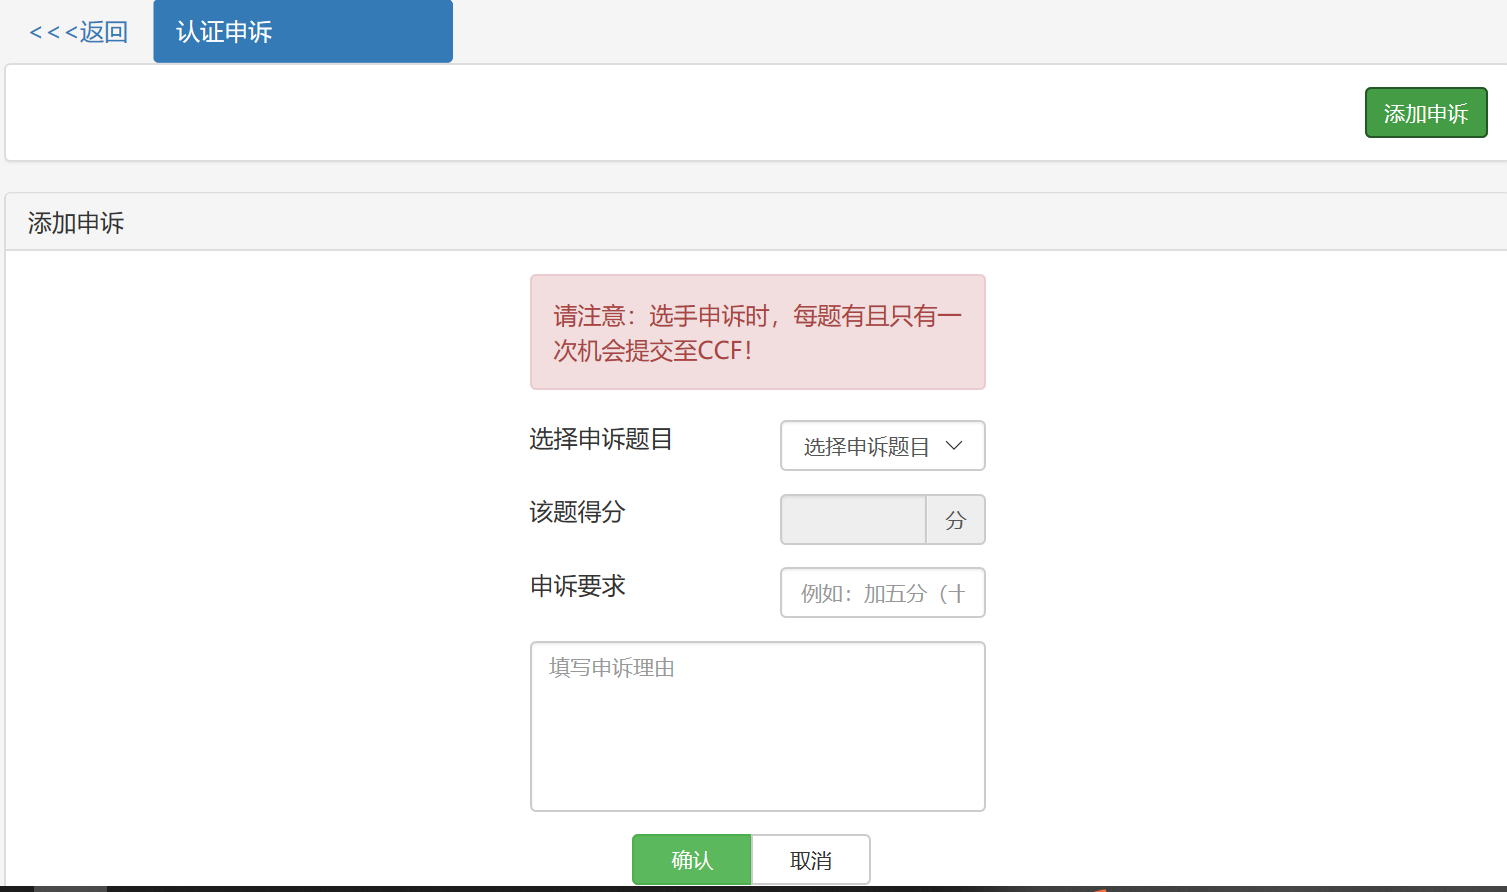 <<<返回
认证申诉
添加申诉
添加申诉
请注意：选手申诉时，每题有且只有一
次机会提交至CCF！
选择申诉题目
选择申诉题目
该题得分
分
申诉要求
例如：加五分（十
填写申诉理由
确认
取消